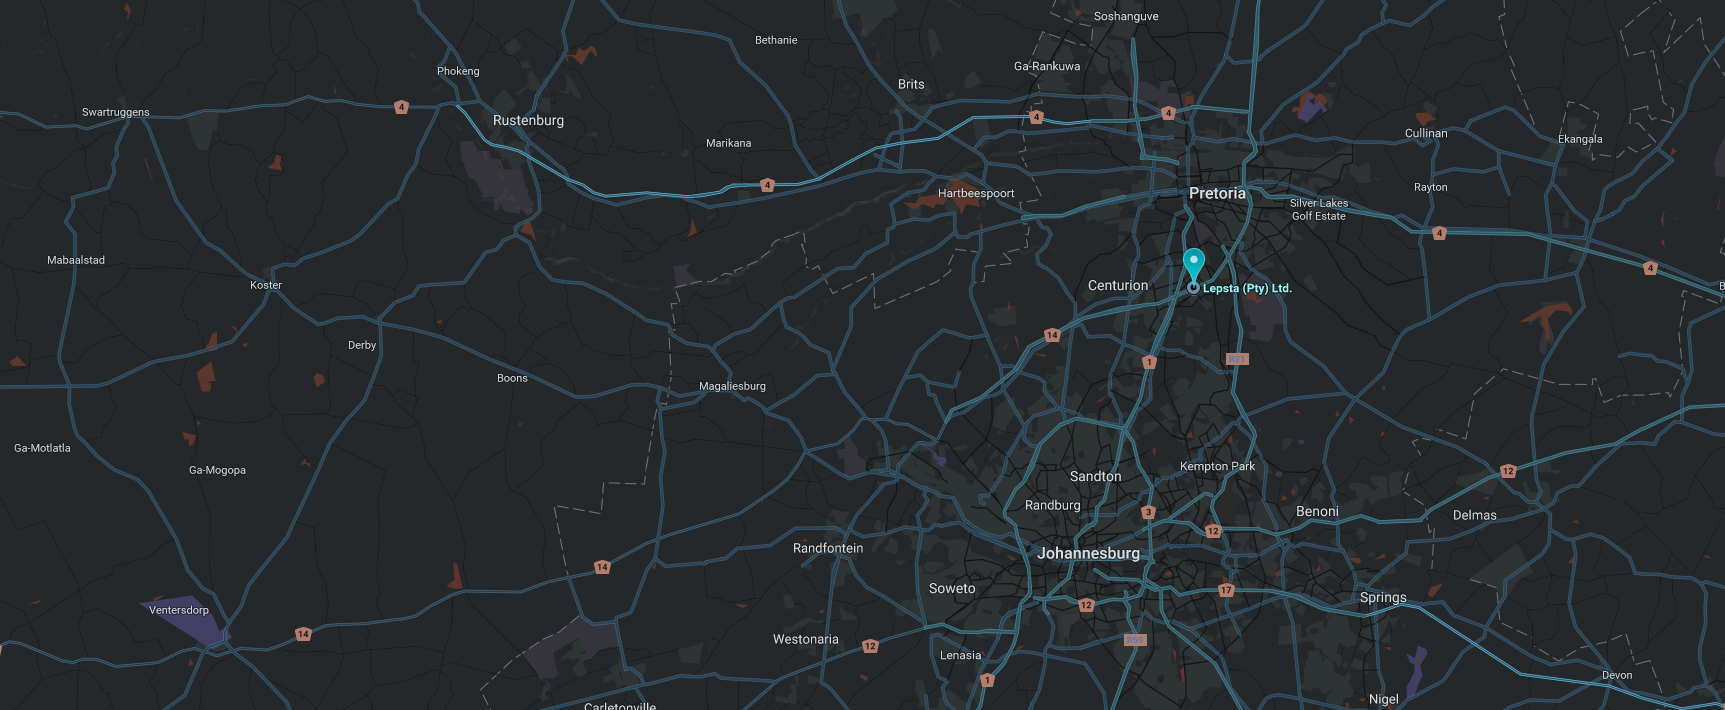 Soshanguve
Bethanie
Ga-Rankuwa
Phokeng
Brits
4
Swartruggens
4
4
Rustenburg
Cullinan
Ekangala
Marikana
4
Rayton
Hartbeespoort
Pretoria
Silver Lakes
Golf Estate
4
Mabaalstad
4
Koster
Centurion
Lepsta (Pty) Ltd.
14
Derby
1
R21
Boons
Magaliesburg
Ga-Motlatla
Ga-Mogopa
Sandton
Kempton Park
12
Randburg
3
Benoni
Delmas
12
Randfontein
Johannesburg
14
Soweto
17
Springs
12
Ventersdorp
14
Westonaria
12
R59
Lenasia
Devon
1
Nigel
Carletonville